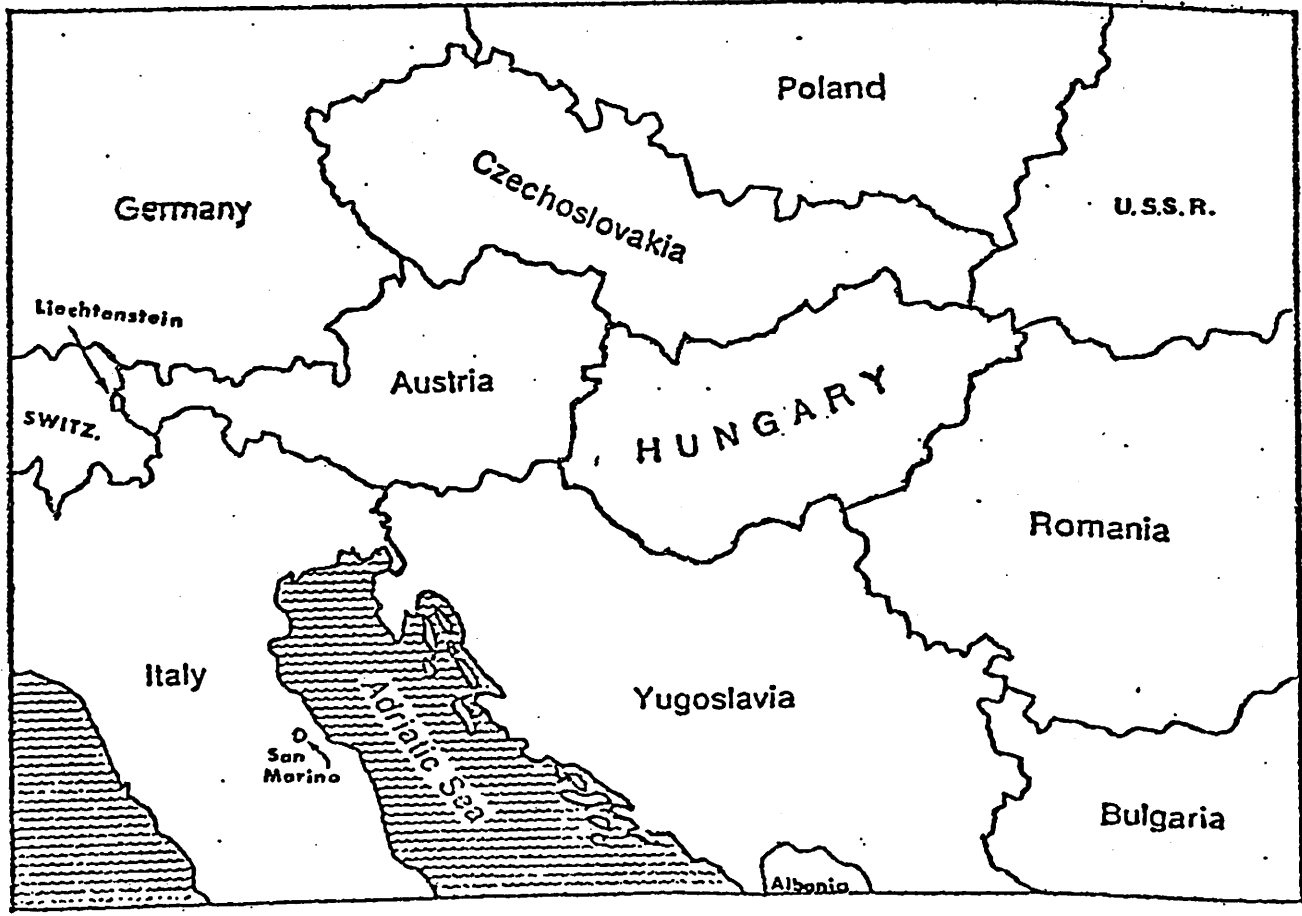 Poland
Czechoslovakia
Germany
U.S.S.R.
Liechtenstein
Austria
HUNGARY
SWITZ.
Romania
Italy
Yugoslavia
Adriatic Sea
San
Marino
Bulgaria
Albania